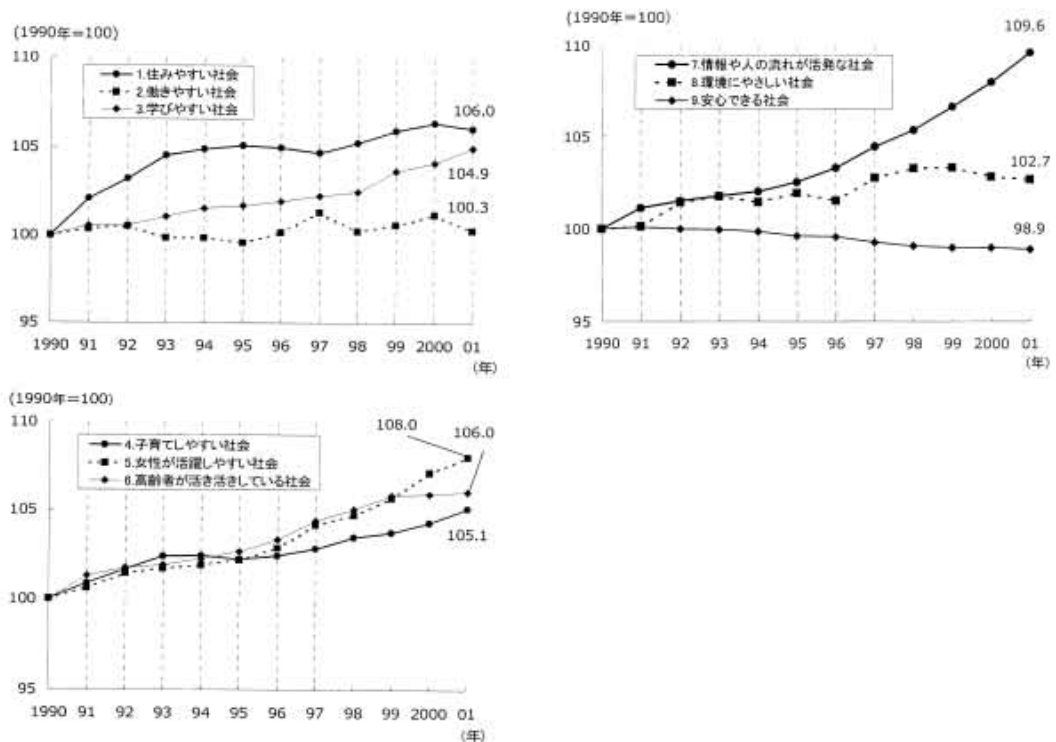 (1990年=100)
110
105
100
95
1.住みやすい社会
2.働きやすい社会
3.学びやすい社会
106.0
104.9
100.3
1990 91 92 93 94 95 96 97 98 99 2000 01
(年)
(1990年=100)
110
105
100
95
7.情報や人の流れが活発な社会
8.環境にやさしい社会
9.安心できる社会
109.6
102.7
98.9
1990 91 92 93 94 95 96 97 98 99 2000 01
(年)
(1990年=100)
110
105
100
95
4.子育てしやすい社会
5.女性が活躍しやすい社会
6.高齢者が活き活きしている社会
108.0
106.0
105.1
1990 91 92 93 94 95 96 97 98 99 2000 01
(年)